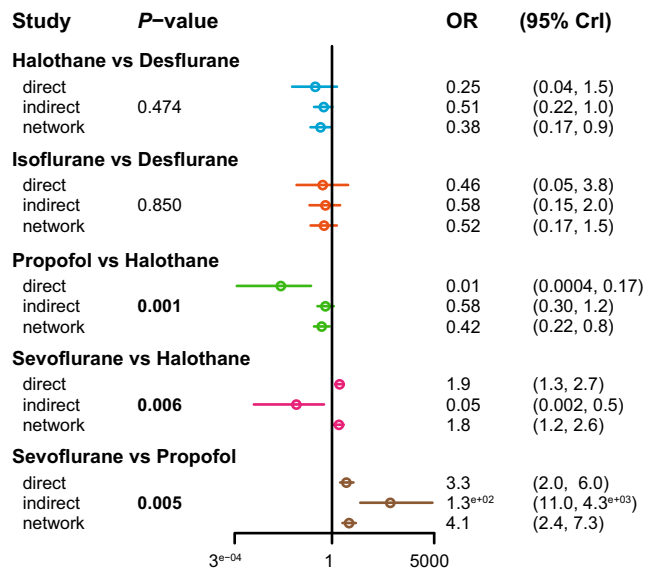 Study P−value OR (95% CrI)
Halothane vs Desflurane
direct 0.25 (0.04, 1.5)
indirect 0.474 0.51 (0.22, 1.0)
network 0.38 (0.17, 0.9)
Isoflurane vs Desflurane
direct 0.46 (0.05, 3.8)
indirect 0.850 0.58 (0.15, 2.0)
network 0.52 (0.17, 1.5)
Propofol vs Halothane
direct 0.01 (0.0004, 0.17)
indirect 0.001 0.58 (0.30, 1.2)
network 0.42 (0.22, 0.8)
Sevoflurane vs Halothane
direct 1.9 (1.3, 2.7)
indirect 0.006 0.05 (0.002, 0.5)
network 1.8 (1.2, 2.6)
Sevoflurane vs Propofol
direct 3.3 (2.0, 6.0)
indirect 0.005 1.3e+02 (11.0, 4.3e+03)
network 4.1 (2.4, 7.3)
3e−04 1 5000